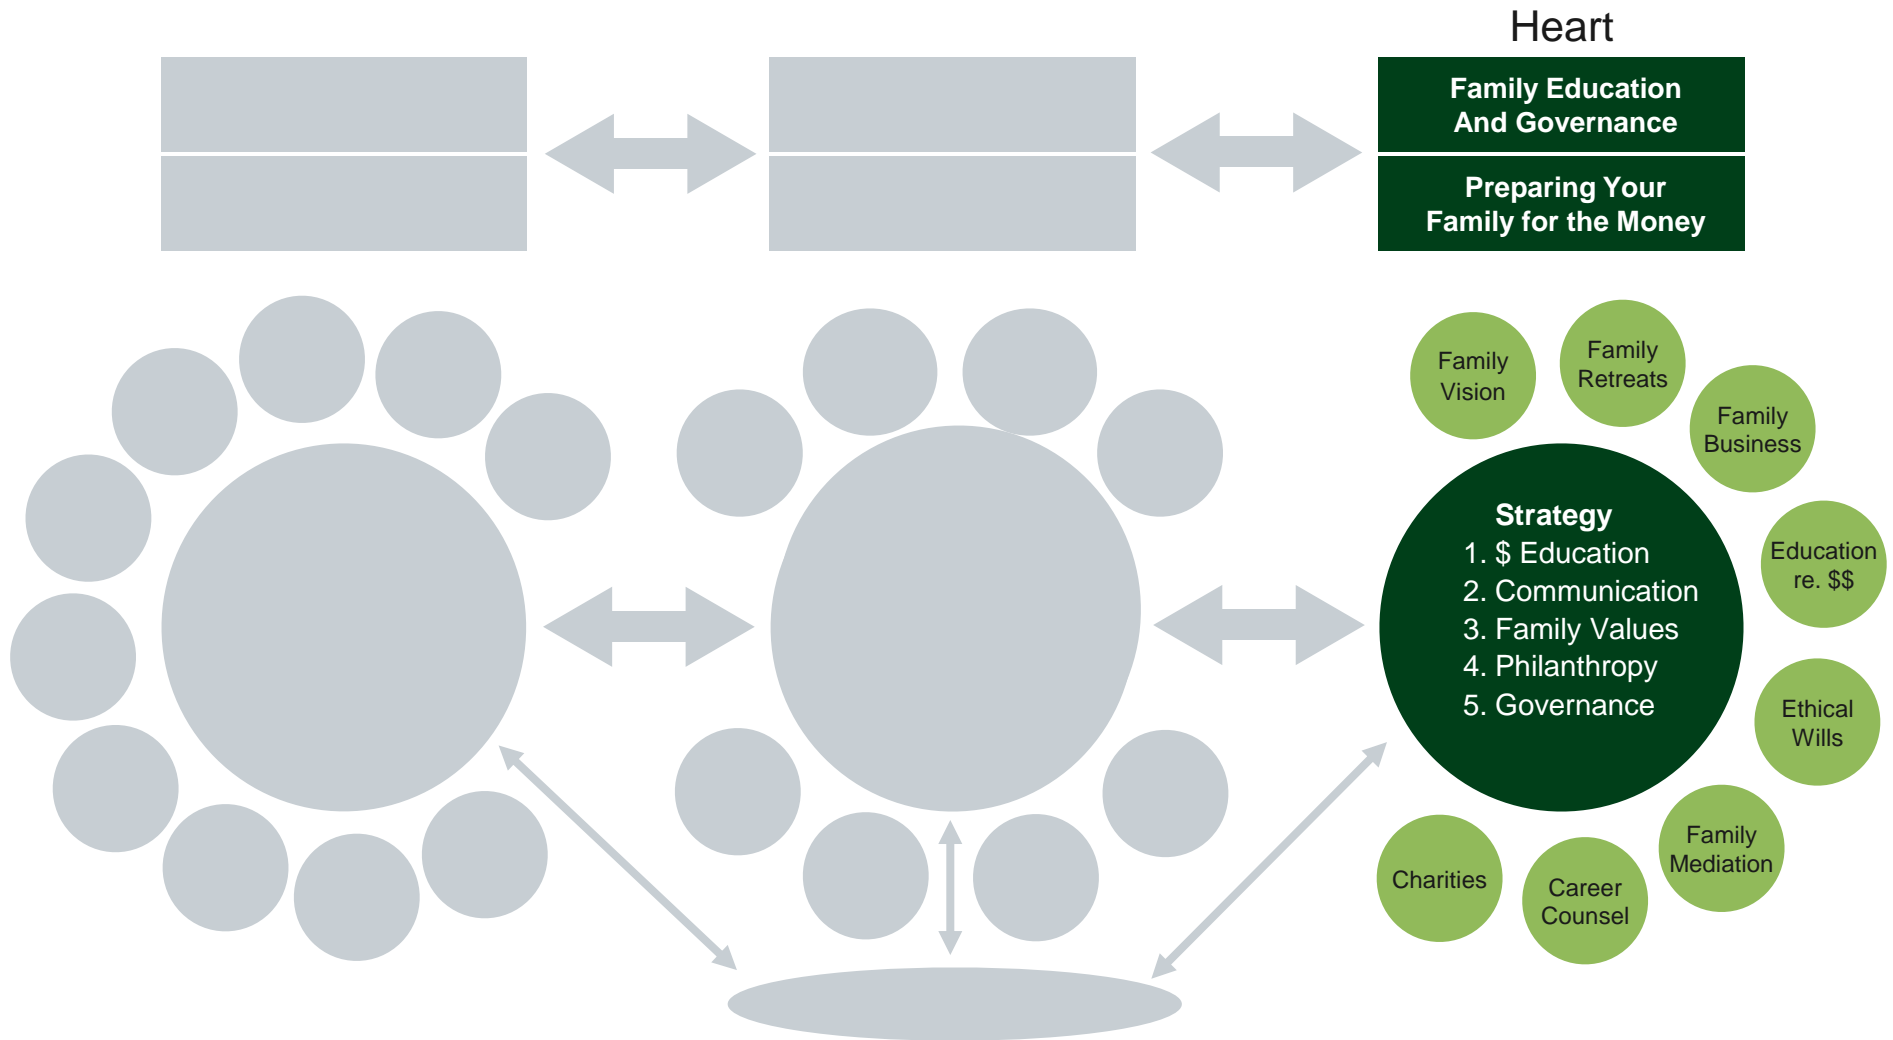 Heart
Family Education
And Governance
Preparing Your
Family for the Money
Family
Vision
Family
Retreats
Family
Business
Education
re. $$
Ethical
Wills
Family
Mediation
Career
Counsel
Charities
Strategy
1. $ Education
2. Communication
3. Family Values
4. Philanthropy
5. Governance